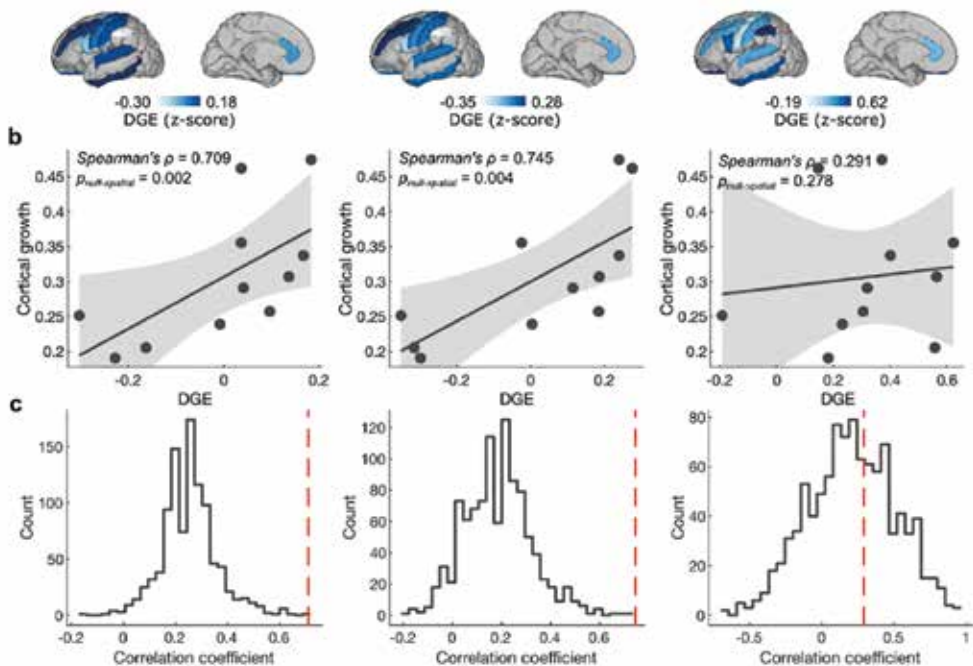 -0.30 0.18 -0.35 0.28 -0.19 0.62
DGE (z-score) DGE (z-score) DGE (z-score)
b
Spearman's ρ = 0.709
p null-spatial = 0.002
Cortical growth
0.45
0.4
0.35
0.3
0.25
0.2
-0.2 0 0.2
DGE
Spearman's ρ = 0.745
p null-spatial = 0.004
Cortical growth
0.45
0.4
0.35
0.3
0.25
0.2
-0.2 0 0.2
DGE
Spearman's ρ = 0.291
p null-spatial = 0.278
Cortical growth
0.45
0.4
0.35
0.3
0.25
0.2
-0.2 0 0.2 0.4 0.6
DGE
c
Count
150
100
50
0
-0.2 0 0.2 0.4 0.6
Correlation coefficient
Count
120
100
80
60
40
20
0
-0.2 0 0.2 0.4 0.6
Correlation coefficient
Count
80
60
40
20
0
-0.5 0 0.5 1
Correlation coefficient